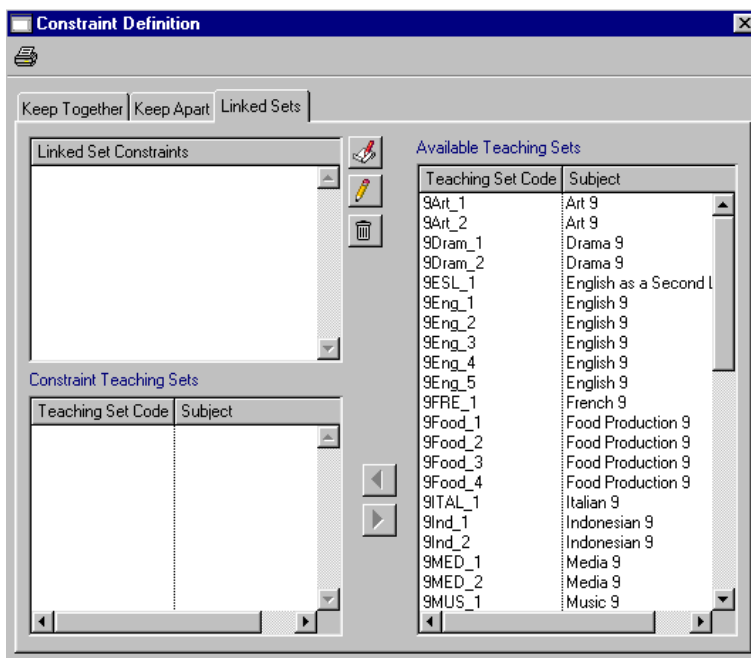 Constraint Definition
Keep Together Keep Apart Linked Sets
Linked Set Constraints
Constraint Teaching Sets
Teaching Set Code Subject
Available Teaching Sets
Teaching Set Code Subject
9Art_1 Art 9
9Art_2 Art 9
9Dram_1 Drama 9
9Dram_2 Drama 9
9ESL_1 English as a Second L
9Eng_1 English 9
9Eng_2 English 9
9Eng_3 English 9
9Eng_4 English 9
9Eng_5 English 9
9FRE_1 French 9
9Food_1 Food Production 9
9Food_2 Food Production 9
9Food_3 Food Production 9
9Food_4 Food Production 9
9ITAL_1 Italian 9
9Ind_1 Indonesian 9
9Ind_2 Indonesian 9
9MED_1 Media 9
9MED_2 Media 9
9MUS_1 Music 9